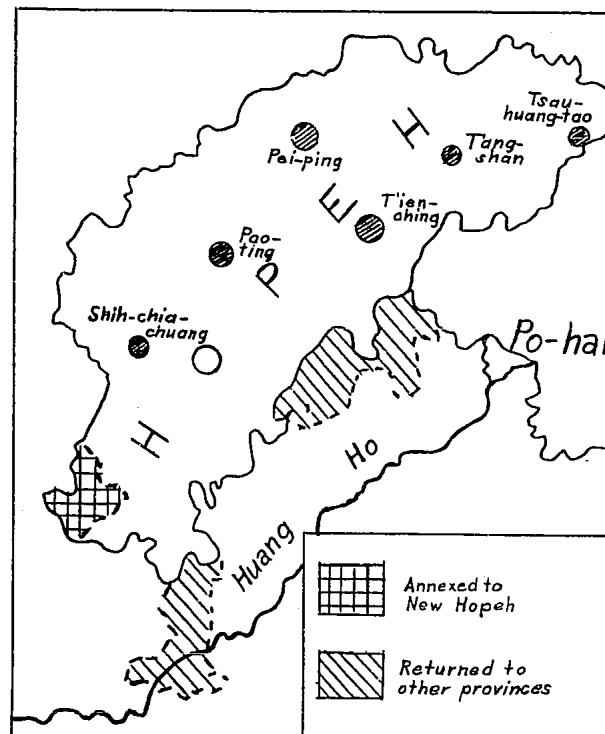 Tsau-
huang-tao
T'ang-
shan
Pei-ping
T'ien-
ching
Pao-
ting
Shih-chia-
chuang
H O P E H
Po-hai
Huang Ho
Annexed to
New Hopeh
Returned to
other provinces